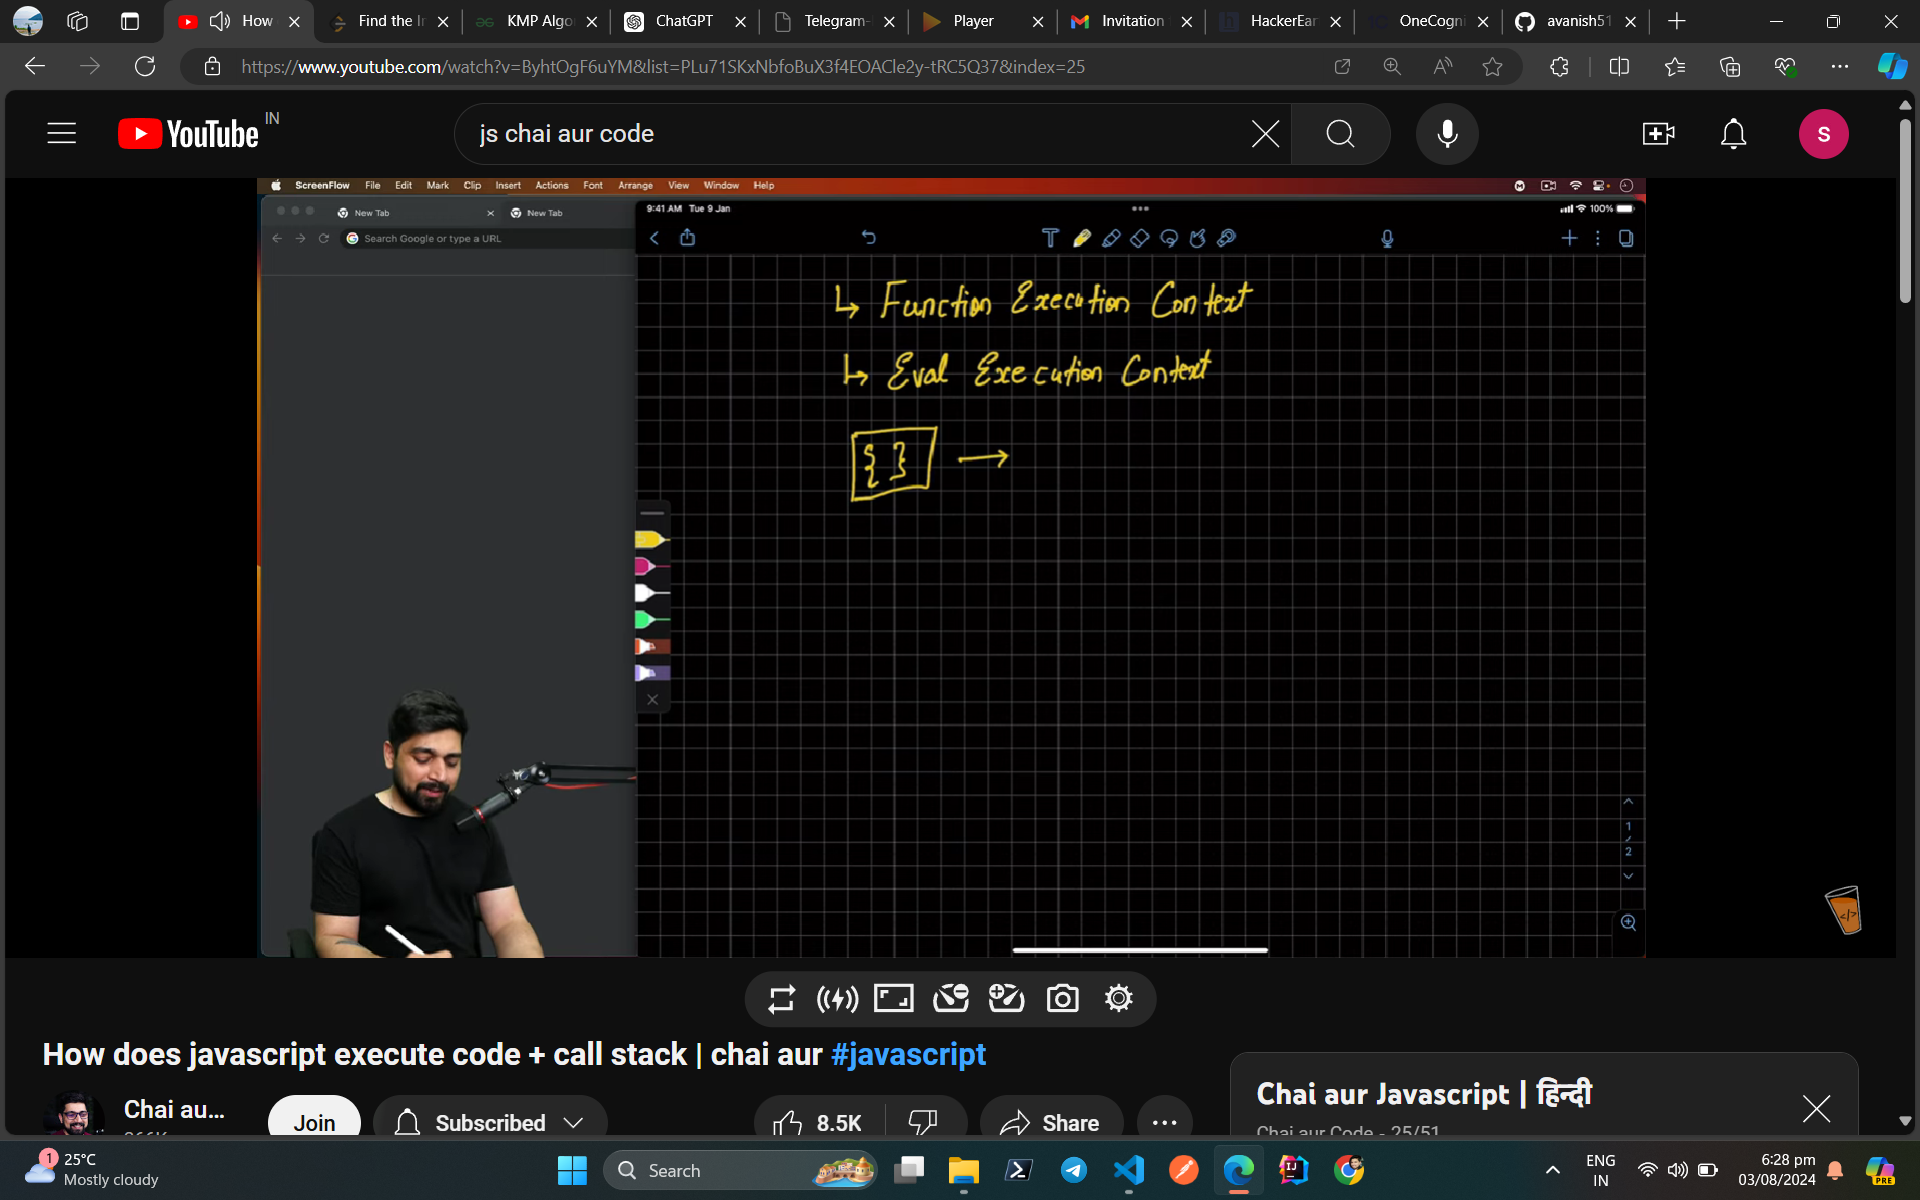 How
Find the In
KMP Algo
ChatGPT
Telegram-
Player
Invitation
HackerEar
OneCogni
avanish51
https://www.youtube.com/watch?v=ByhtOgF6uYM&list=PLu71SKxNbfoBuX3f4EOACle2y-tRC5Q37&index=25
YouTube IN
js chai aur code
S
ScreenFlow File Edit Mark Clip Insert Actions Font Arrange View Window Help
New Tab New Tab
9:41 AM Tue 9 Jan
100%
Search Google or type a URL
↳ Function Execution Context
↳ Eval Execution Context
{ } →
1
/
2
</>
How does javascript execute code + call stack | chai aur #javascript
Chai au...
Join
Subscribed
8.5K
Share
Chai aur Javascript | हिन्दी
Chai aur Code - 25/51
1
25°C
Mostly cloudy
Search
ENG
IN
6:28 pm
03/08/2024
PRE